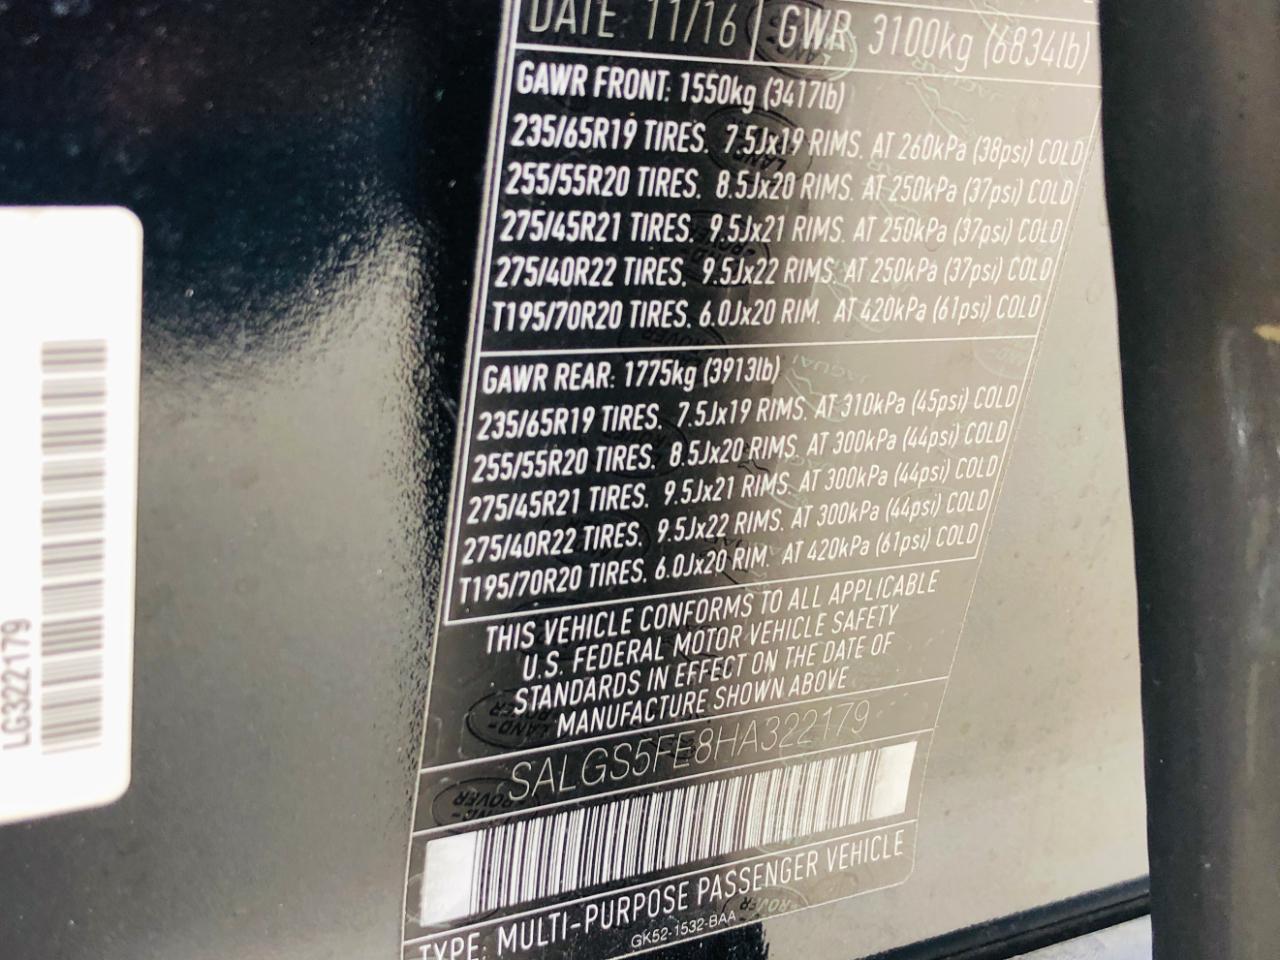 DATE 11/16 GWR 3100kg (6834lb)
GAWR FRONT: 1550kg (3417lb)
235/65R19 TIRES. 7.5Jx19 RIMS. AT 260kPa (38psi) COLD
255/55R20 TIRES. 8.5Jx20 RIMS. AT 250kPa (37psi) COLD
275/45R21 TIRES. 9.5Jx21 RIMS. AT 250kPa (37psi) COLD
275/40R22 TIRES. 9.5Jx22 RIMS. AT 250kPa (37psi) COLD
T195/70R20 TIRES. 6.0Jx20 RIM. AT 420kPa (61psi) COLD
GAWR REAR: 1775kg (3913lb)
235/65R19 TIRES. 7.5Jx19 RIMS. AT 310kPa (45psi) COLD
255/55R20 TIRES. 8.5Jx20 RIMS. AT 300kPa (44psi) COLD
275/45R21 TIRES. 9.5Jx21 RIMS. AT 300kPa (44psi) COLD
275/40R22 TIRES. 9.5Jx22 RIMS. AT 300kPa (44psi) COLD
T195/70R20 TIRES. 6.0Jx20 RIM. AT 420kPa (61psi) COLD
THIS VEHICLE CONFORMS TO ALL APPLICABLE
U.S. FEDERAL MOTOR VEHICLE SAFETY
STANDARDS IN EFFECT ON THE DATE OF
MANUFACTURE SHOWN ABOVE
SALGS5FE8HA322179
TYPE: MULTI-PURPOSE PASSENGER VEHICLE
GK52-1532-BAA
LG322179